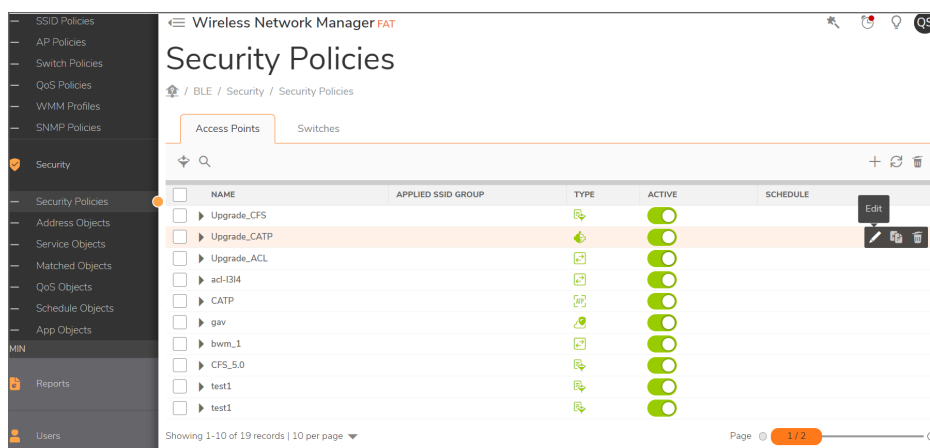 SSID Policies
AP Policies
Switch Policies
QoS Policies
WMM Profiles
SNMP Policies
Security
Security Policies
Address Objects
Service Objects
Matched Objects
QoS Objects
Schedule Objects
App Objects
MIN
Reports
Users
Wireless Network Manager FAT
QS
Security Policies
/ BLE / Security / Security Policies
Access Points Switches
NAME APPLIED SSID GROUP TYPE ACTIVE SCHEDULE
Upgrade_CFS
Edit
Upgrade_CATP
Upgrade_ACL
acl-l3l4
CATP
gav
bwm_1
CFS_5.0
test1
test1
Showing 1-10 of 19 records | 10 per page
Page 1 / 2